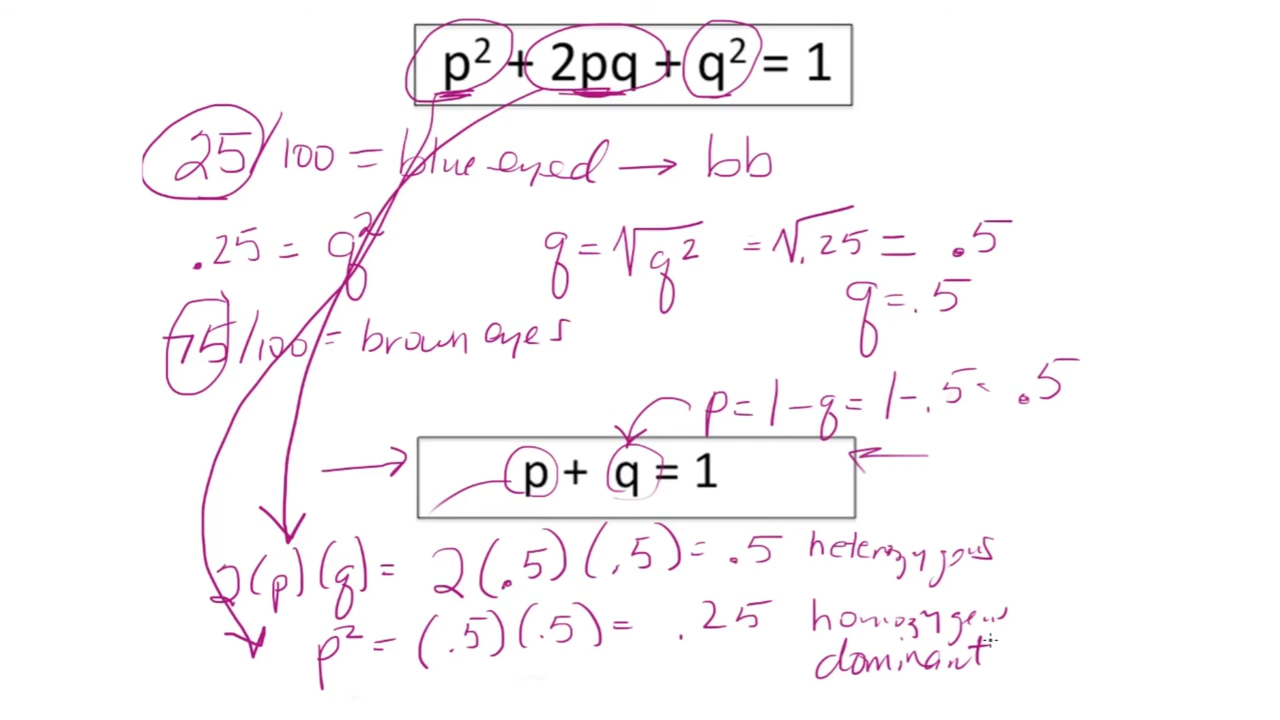 p² + 2pq + q² = 1
25/100 = blue eyed → bb
.25 = q²
q = √q² = √.25 = .5
q = .5
75/100 = brown eyes
p = 1 - q = 1 - .5 = .5
p + q = 1
2(p)(q) = 2(.5)(.5) = .5 heterozygous
p² = (.5)(.5) = .25 homozygous
dominant